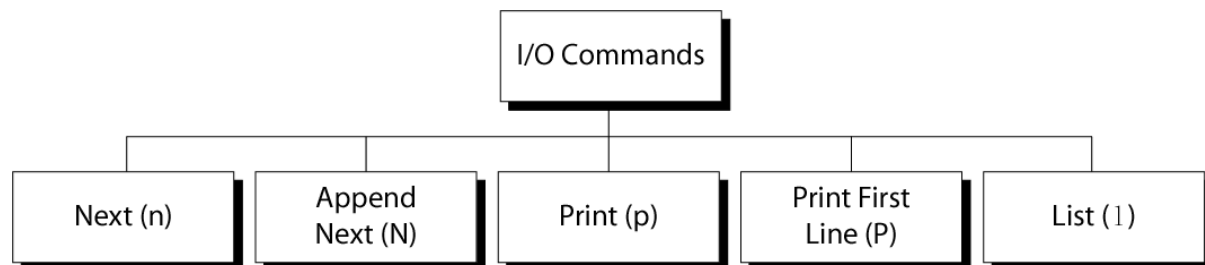 I/O Commands
Next (n)
Append
Next (N)
Print (p)
Print First
Line (P)
List (l)